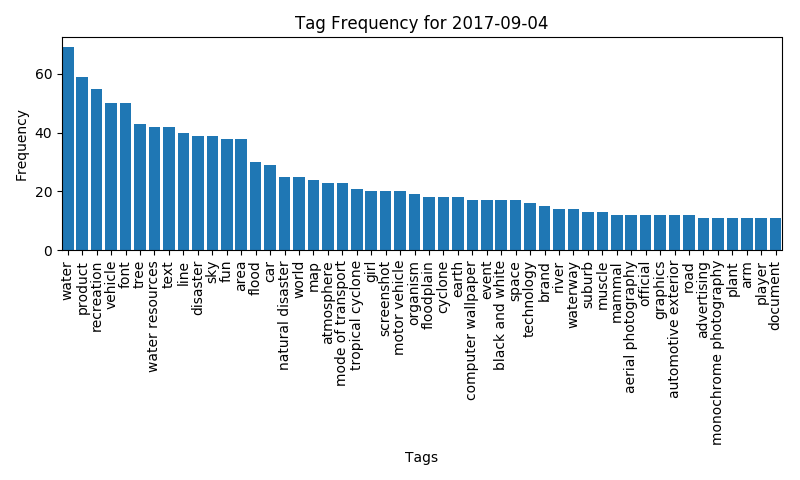 Tag Frequency for 2017-09-04
Frequency
60
40
20
0
water
product
recreation
vehicle
font
tree
water resources
text
line
disaster
sky
fun
area
flood
car
natural disaster
world
map
atmosphere
mode of transport
tropical cyclone
girl
screenshot
motor vehicle
organism
floodplain
cyclone
earth
computer wallpaper
event
black and white
space
technology
brand
river
waterway
suburb
muscle
mammal
aerial photography
official
graphics
automotive exterior
road
advertising
monochrome photography
plant
arm
player
document
Tags